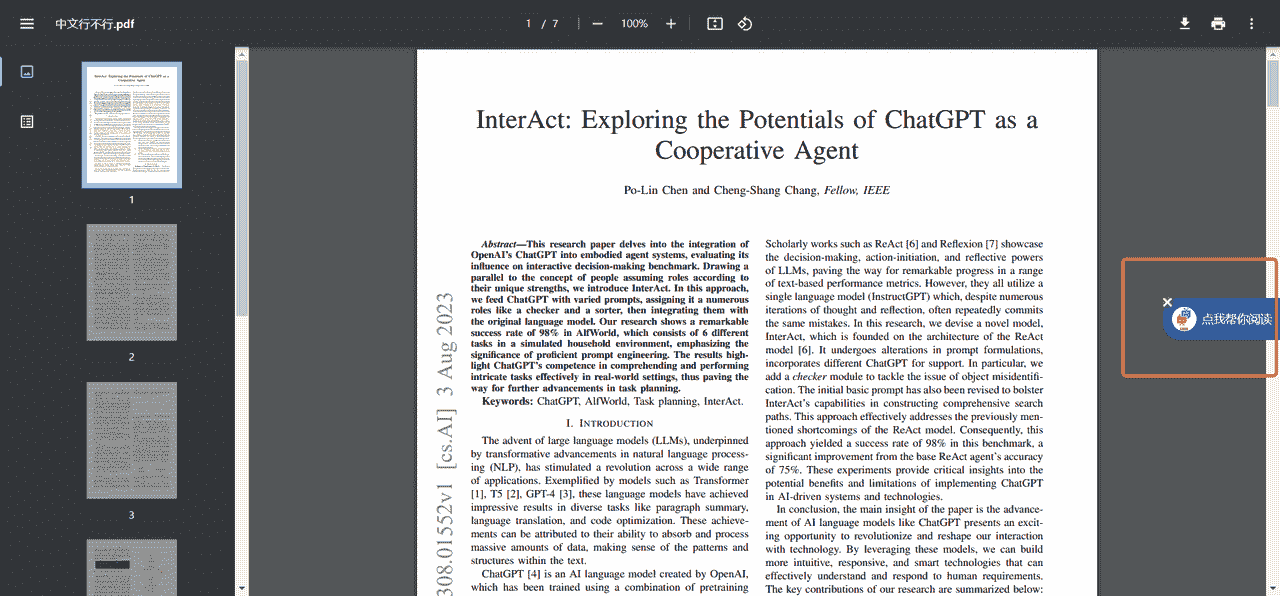 中文行不行.pdf
1 / 7
100%
1
2
3
InterAct: Exploring the Potentials of ChatGPT as a
Cooperative Agent
Po-Lin Chen and Cheng-Shang Chang, Fellow, IEEE
308.01552v1 [cs.AI] 3 Aug 2023
Abstract—This research paper delves into the integration of
OpenAI's ChatGPT into embodied agent systems, evaluating its
influence on interactive decision-making benchmark. Drawing a
parallel to the concept of people assuming roles according to
their unique strengths, we introduce InterAct. In this approach,
we feed ChatGPT with varied prompts, assigning it a numerous
roles like a checker and a sorter, then integrating them with
the original language model. Our research shows a remarkable
success rate of 98% in AlfWorld, which consists of 6 different
tasks in a simulated household environment, emphasizing the
significance of proficient prompt engineering. The results high-
light ChatGPT's competence in comprehending and performing
intricate tasks effectively in real-world settings, thus paving the
way for further advancements in task planning.
Keywords: ChatGPT, AlfWorld, Task planning, InterAct.
I. INTRODUCTION
The advent of large language models (LLMs), underpinned
by transformative advancements in natural language process-
ing (NLP), has stimulated a revolution across a wide range
of applications. Exemplified by models such as Transformer
[1], T5 [2], GPT-4 [3], these language models have achieved
impressive results in diverse tasks like paragraph summary,
language translation, and code optimization. These achieve-
ments can be attributed to their ability to absorb and process
massive amounts of data, making sense of the patterns and
structures within the text.
ChatGPT [4] is an AI language model created by OpenAI,
which has been trained using a combination of pretraining
Scholarly works such as ReAct [6] and Reflexion [7] showcase
the decision-making, action-initiation, and reflective powers
of LLMs, paving the way for remarkable progress in a range
of text-based performance metrics. However, they all utilize a
single language model (InstructGPT) which, despite numerous
iterations of thought and reflection, often repeatedly commits
the same mistakes. In this research, we devise a novel model,
InterAct, which is founded on the architecture of the ReAct
model [6]. It undergoes alterations in prompt formulations,
incorporates different ChatGPT for support. In particular, we
add a checker module to tackle the issue of object misidentifi-
cation. The initial basic prompt has also been revised to bolster
InterAct's capabilities in constructing comprehensive search
paths. This approach effectively addresses the previously men-
tioned shortcomings of the ReAct model. Consequently, this
approach yielded a success rate of 98% in this benchmark, a
significant improvement from the base ReAct agent's accuracy
of 75%. These experiments provide critical insights into the
potential benefits and limitations of implementing ChatGPT
in AI-driven systems and technologies.
In conclusion, the main insight of the paper is the advance-
ment of AI language models like ChatGPT presents an excit-
ing opportunity to revolutionize and reshape our interaction
with technology. By leveraging these models, we can build
more intuitive, responsive, and smart technologies that can
effectively understand and respond to human requirements.
The key contributions of our research are summarized below:
点我帮你阅读